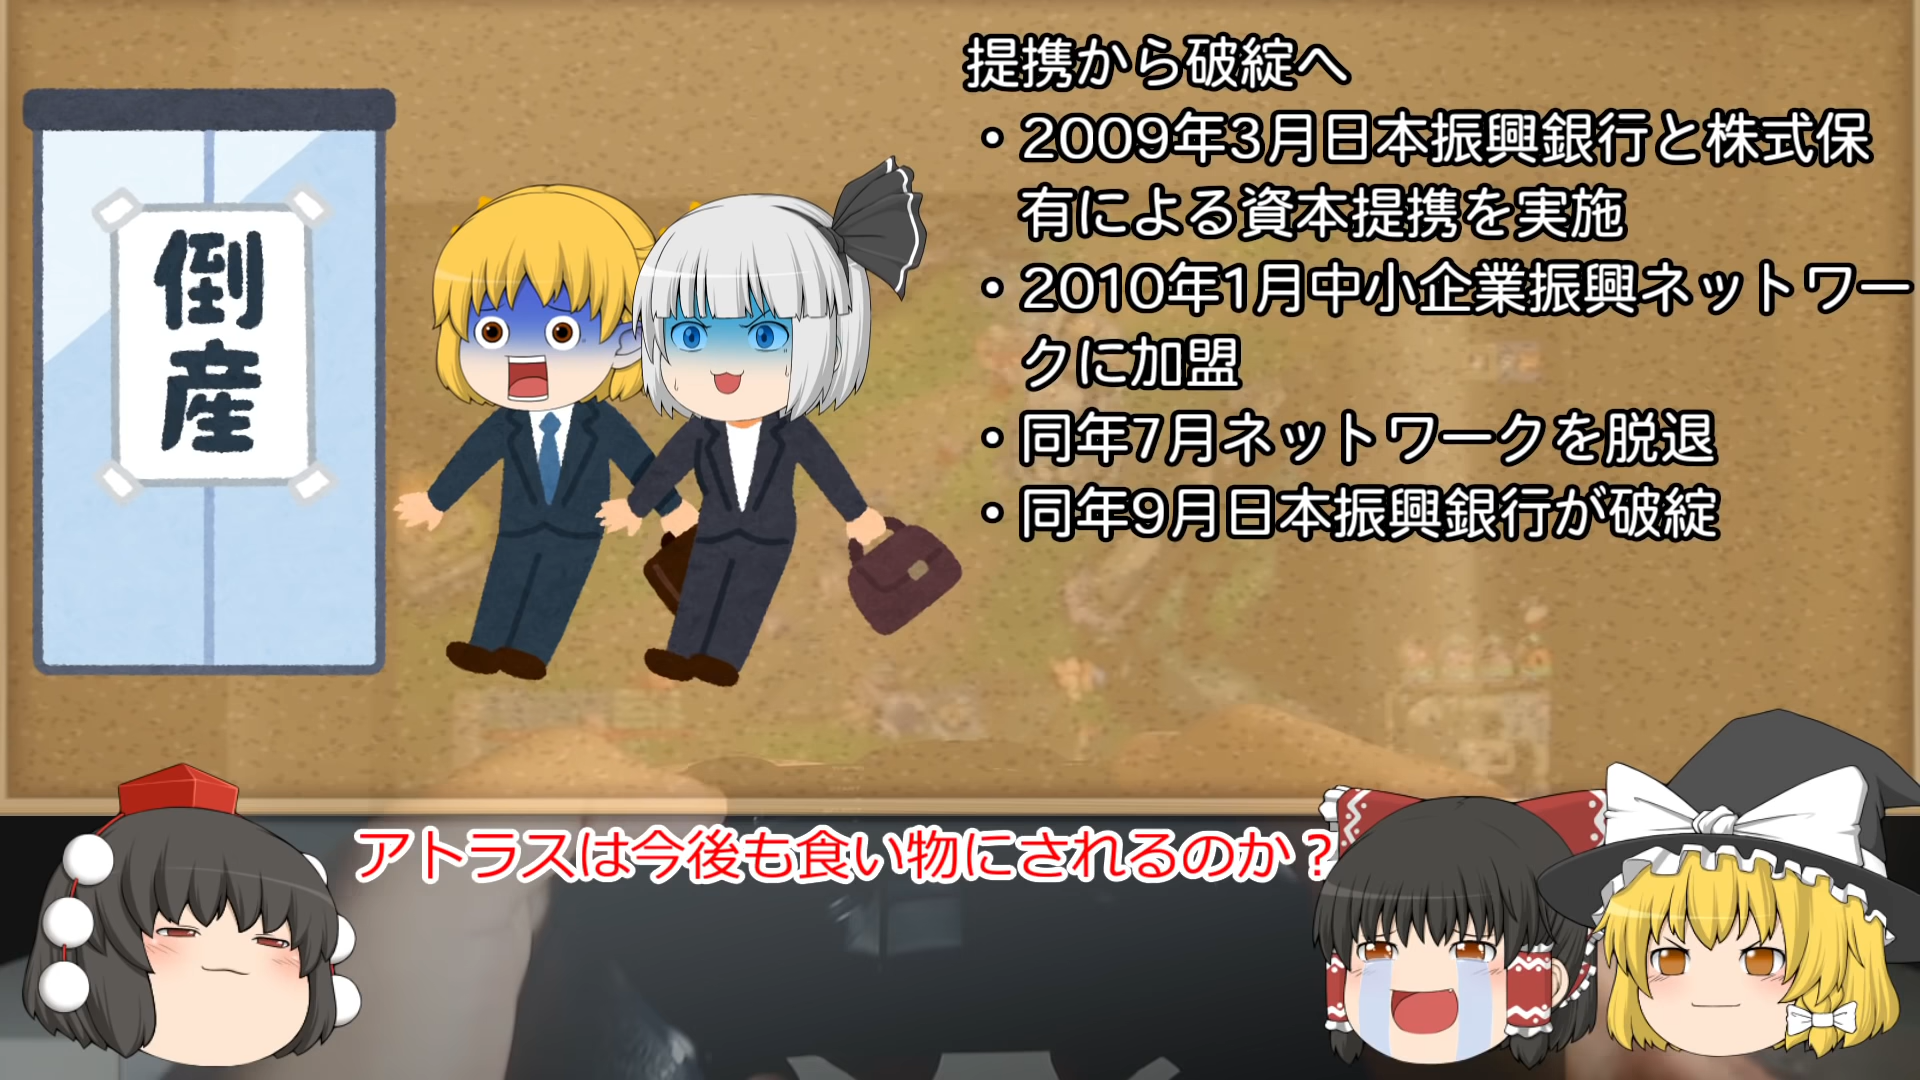 提携から破綻へ
・2009年3月日本振興銀行と株式保
有による資本提携を実施
・2010年1月中小企業振興ネットワー
クに加盟
・同年7月ネットワークを脱退
・同年9月日本振興銀行が破綻
倒
産
アトラスは今後も食い物にされるのか？